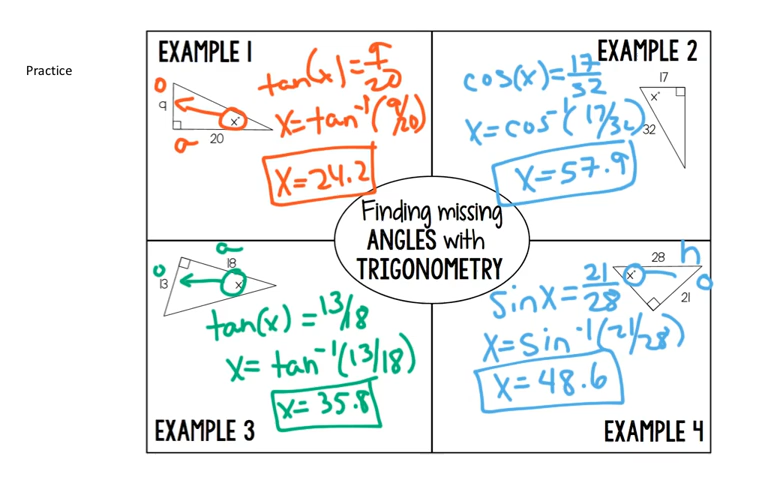 Practice
EXAMPLE 1
o
9
x°
20
a
tan(x)=9/20
x=tan⁻¹(9/20)
x=24.2
EXAMPLE 2
cos(x)=17/32
x=cos⁻¹(17/32)
x=57.9
17
x°
32
Finding missing
ANGLES with
TRIGONOMETRY
a
18
o
13
x
tan(x)=13/18
x=tan⁻¹(13/18)
x=35.8
EXAMPLE 3
28
h
x°
o
21
sinx=21/28
x=sin⁻¹(21/28)
x=48.6
EXAMPLE 4